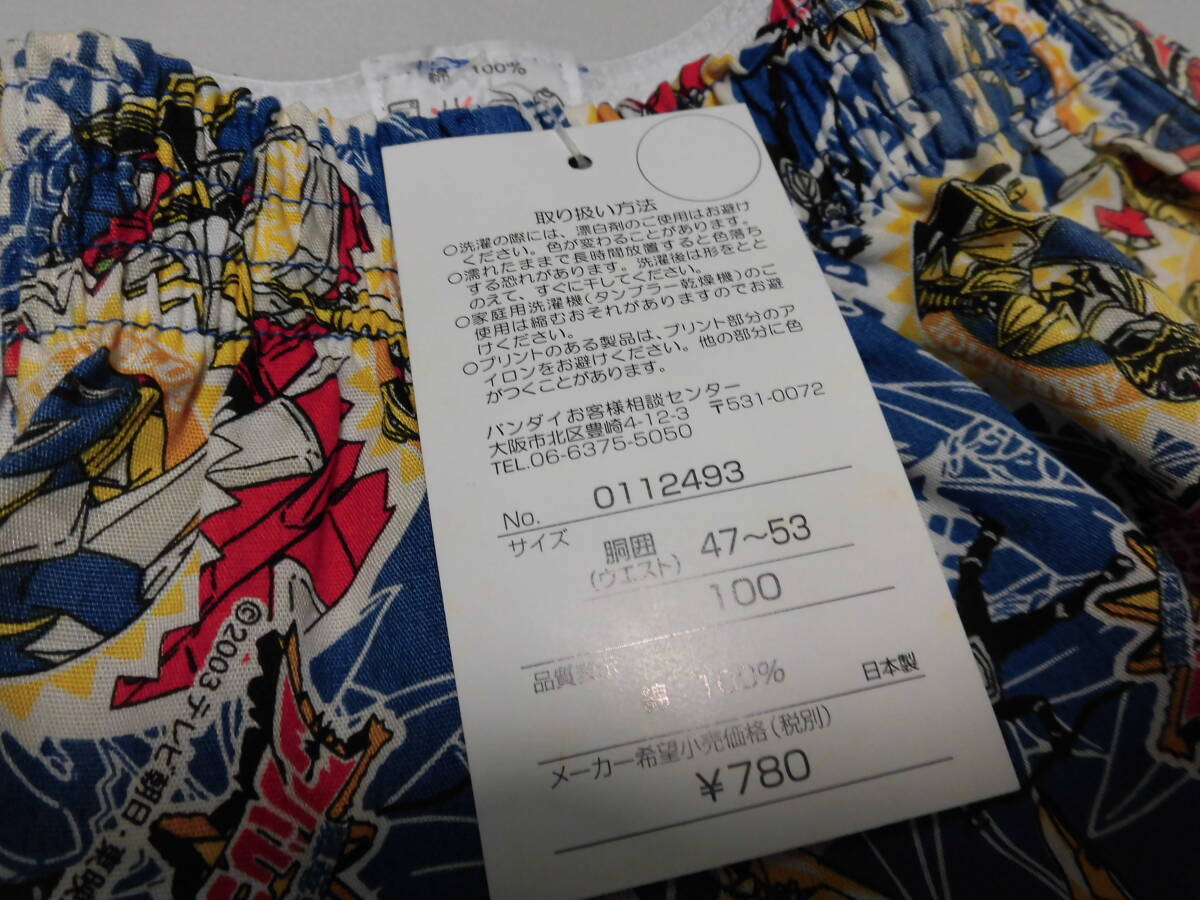 綿 100%
取り扱い方法
○洗濯の際には、漂白剤のご使用はお避け
ください。色が変わることがあります。
○濡れたままで長時間放置すると色落ち
する恐れがあります。洗濯後は形をとと
のえて、すぐに干してください。
○家庭用洗濯機(タンブラー乾燥機)のご
使用は縮むおそれがありますのでお避
けください。
○プリントのある製品は、プリント部分のア
イロンをお避けください。他の部分に色
がつくことがあります。
バンダイお客様相談センター
大阪市北区豊崎4-12-3 〒531-0072
TEL.06-6375-5050
No. 0112493
サイズ 胴囲 47~53
(ウエスト)
100
品質表示
綿 100% 日本製
メーカー希望小売価格(税別)
¥780
©2003 テレビ朝日・東映